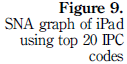 Figure 9.
SNA graph of iPad
using top 20 IPC
codes